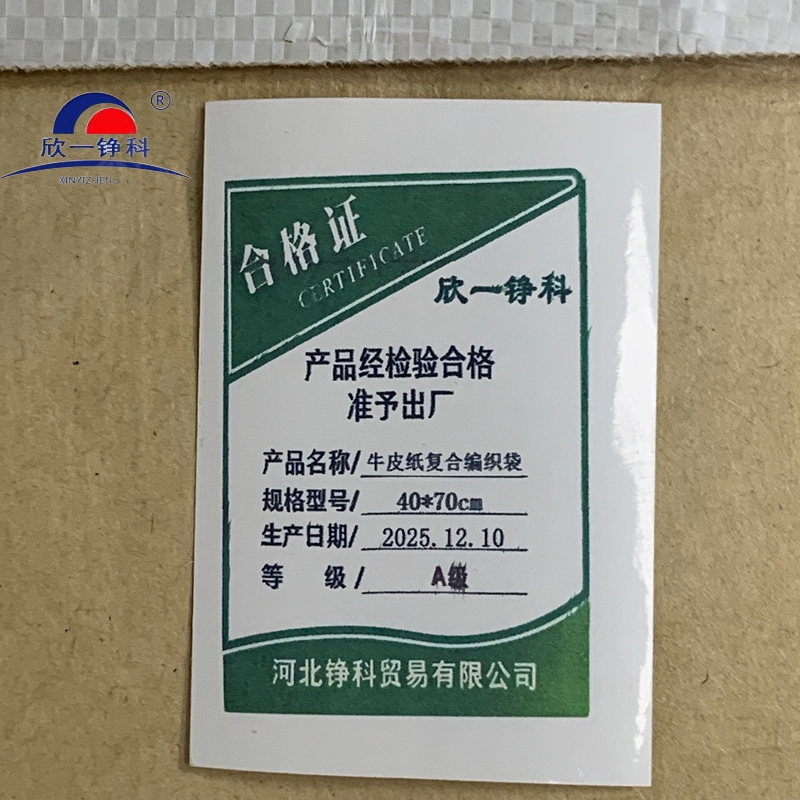 ®
欣一铮科
XINYIZHENG
合格证
CERTIFICATE
欣一铮科
产品经检验合格
准予出厂
产品名称/牛皮纸复合编织袋
规格型号/40*70cm
生产日期/2025.12.10
等 级/A级
河北铮科贸易有限公司